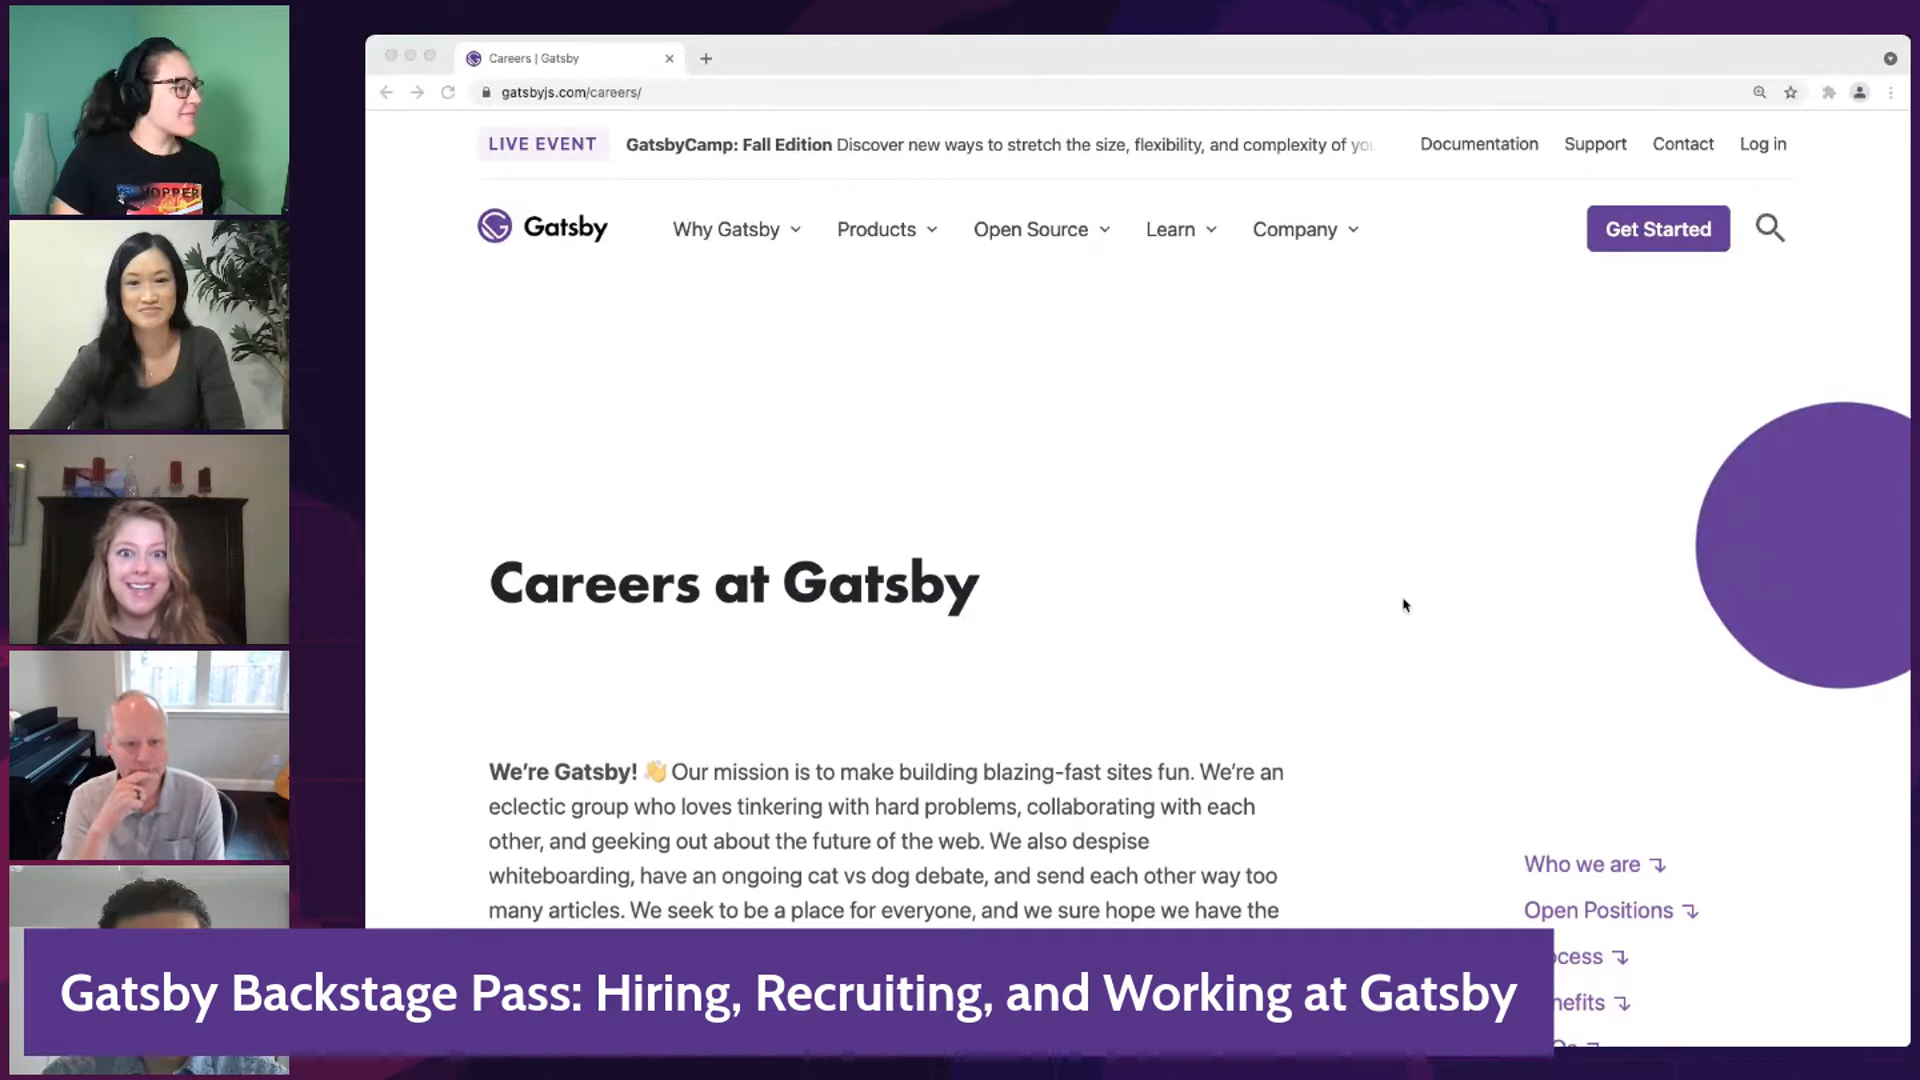 HOPPER
Careers | Gatsby
gatsbyjs.com/careers/
LIVE EVENT
GatsbyCamp: Fall Edition Discover new ways to stretch the size, flexibility, and complexity of
Documentation
Support
Contact
Log in
Gatsby
Why Gatsby
Products
Open Source
Learn
Company
Get Started
Careers at Gatsby
We're Gatsby! 👋 Our mission is to make building blazing-fast sites fun. We're an
eclectic group who loves tinkering with hard problems, collaborating with each
other, and geeking out about the future of the web. We also despise
whiteboarding, have an ongoing cat vs dog debate, and send each other way too
many articles. We seek to be a place for everyone, and we sure hope we have the
Who we are
Open Positions
Gatsby Backstage Pass: Hiring, Recruiting, and Working at Gatsby